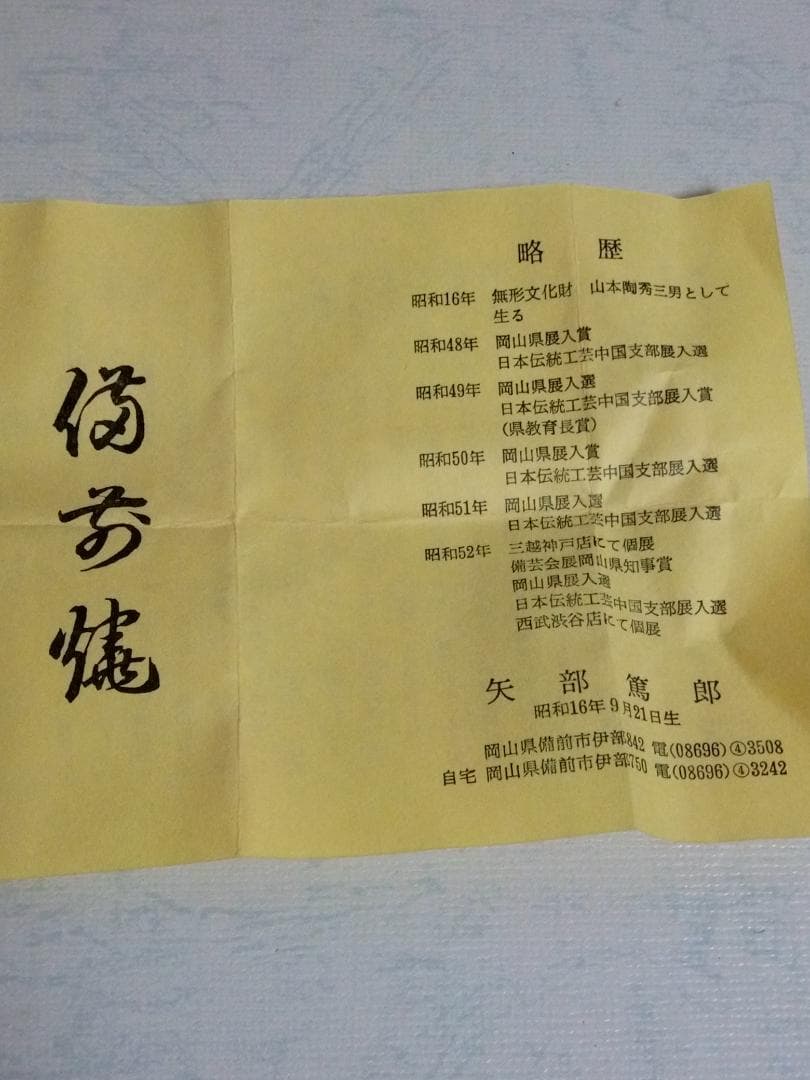 備前燒
略歴
昭和16年 無形文化財 山本陶秀三男として
生る
昭和48年 岡山県展入賞
日本伝統工芸中国支部展入選
昭和49年 岡山県展入選
日本伝統工芸中国支部展入賞
(県教育長賞)
昭和50年 岡山県展入賞
日本伝統工芸中国支部展入選
昭和51年 岡山県展入選
日本伝統工芸中国支部展入選
昭和52年 三越神戸店にて個展
備芸会展岡山県知事賞
岡山県展入選
日本伝統工芸中国支部展入選
西武渋谷店にて個展
矢部篤郎
昭和16年9月21日生
岡山県備前市伊部842 電(08696)④3508
自宅 岡山県備前市伊部750 電(08696)④3242